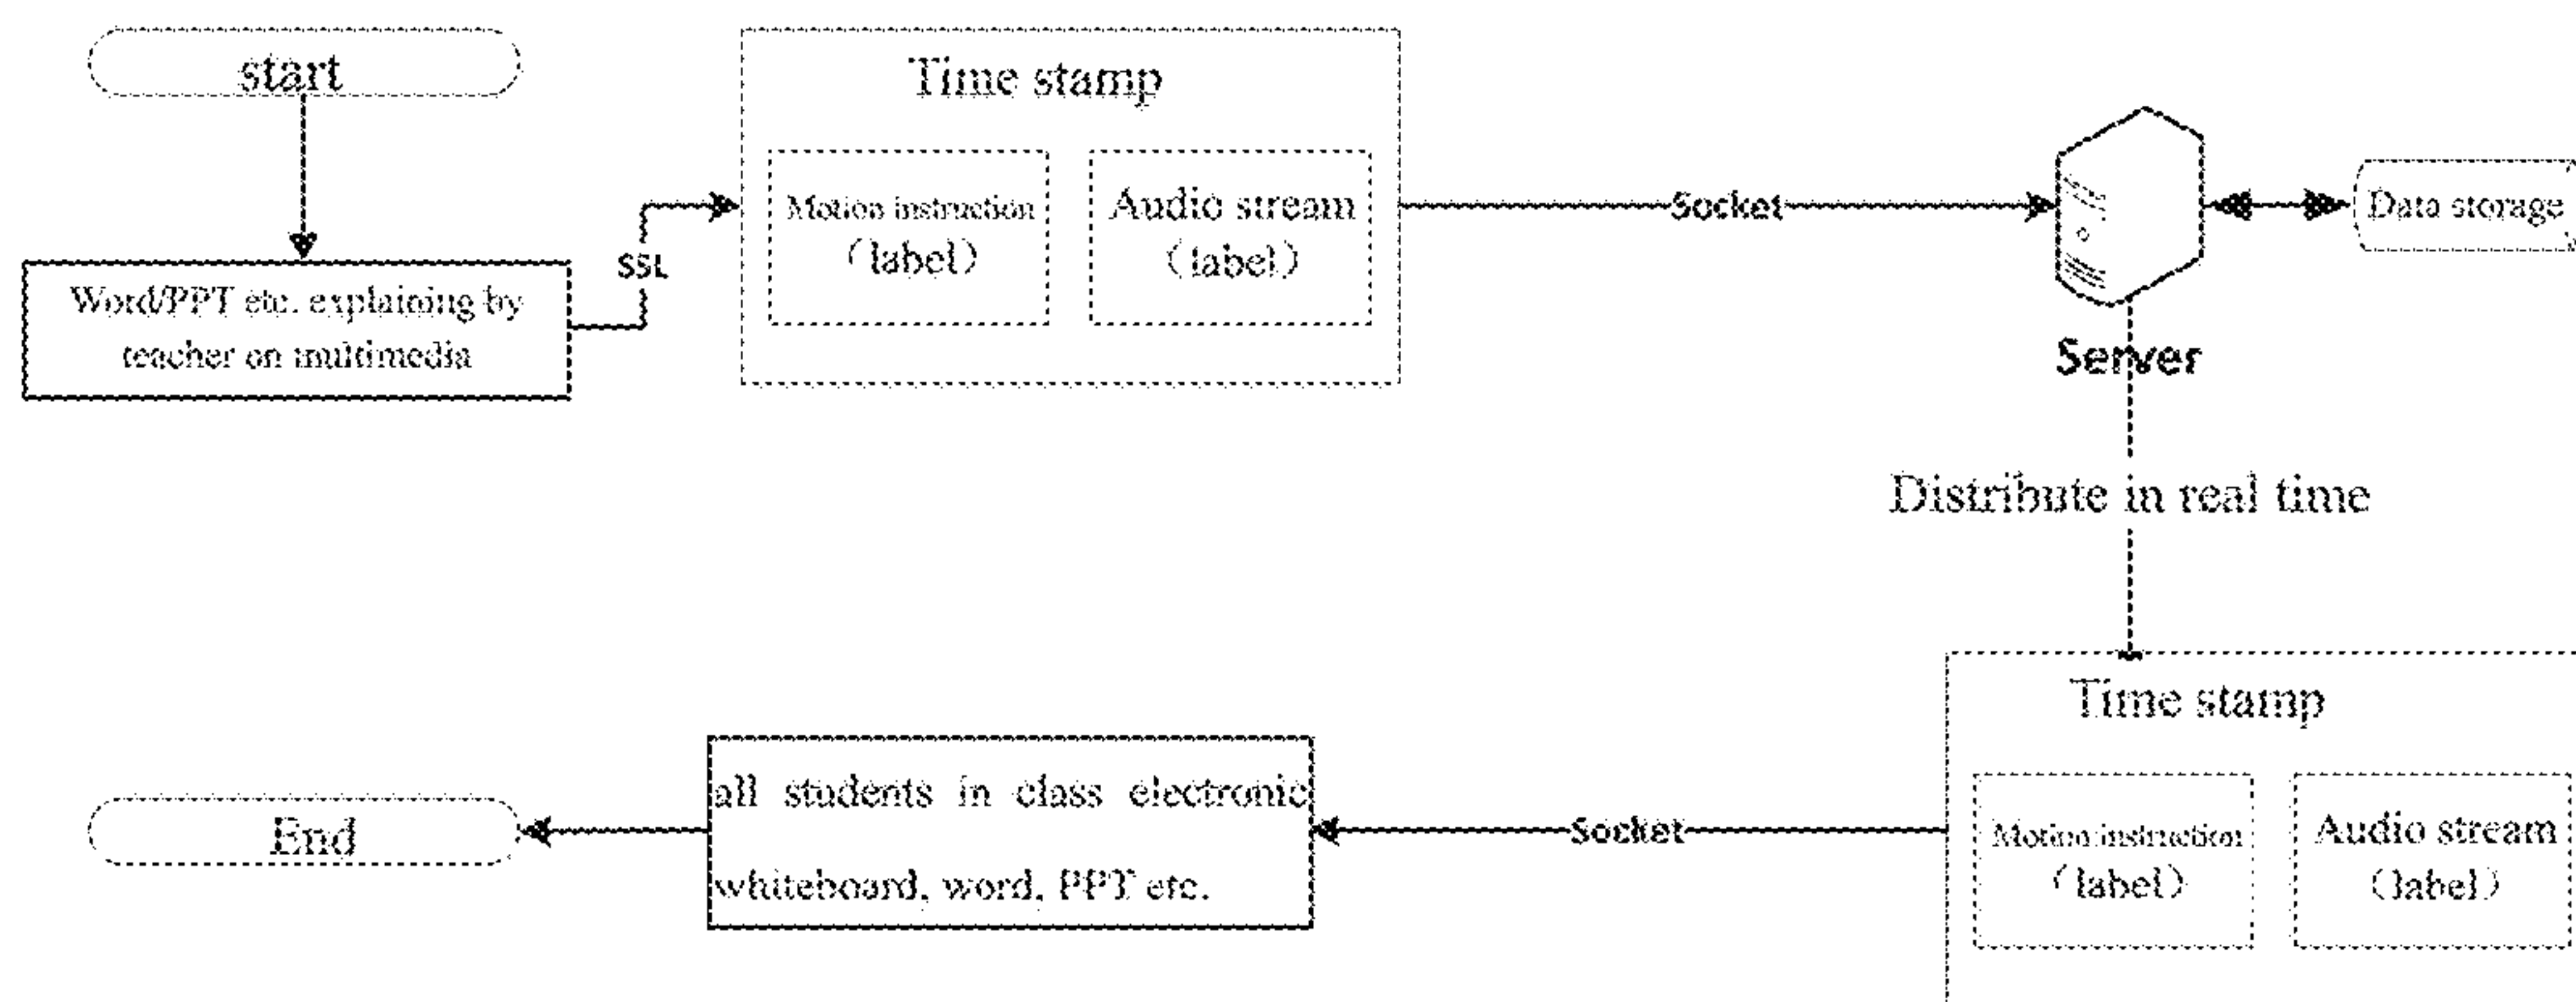 start
Word/PPT etc. explaining by
teacher on multimedia
SSL
Time stamp
Motion instruction
（label）
Audio stream
（label）
Socket
Server
Data storage
Distribute in real time
Time stamp
Motion instruction
（label）
Audio stream
（label）
Socket
all students in class electronic
whiteboard, word, PPT etc.
End